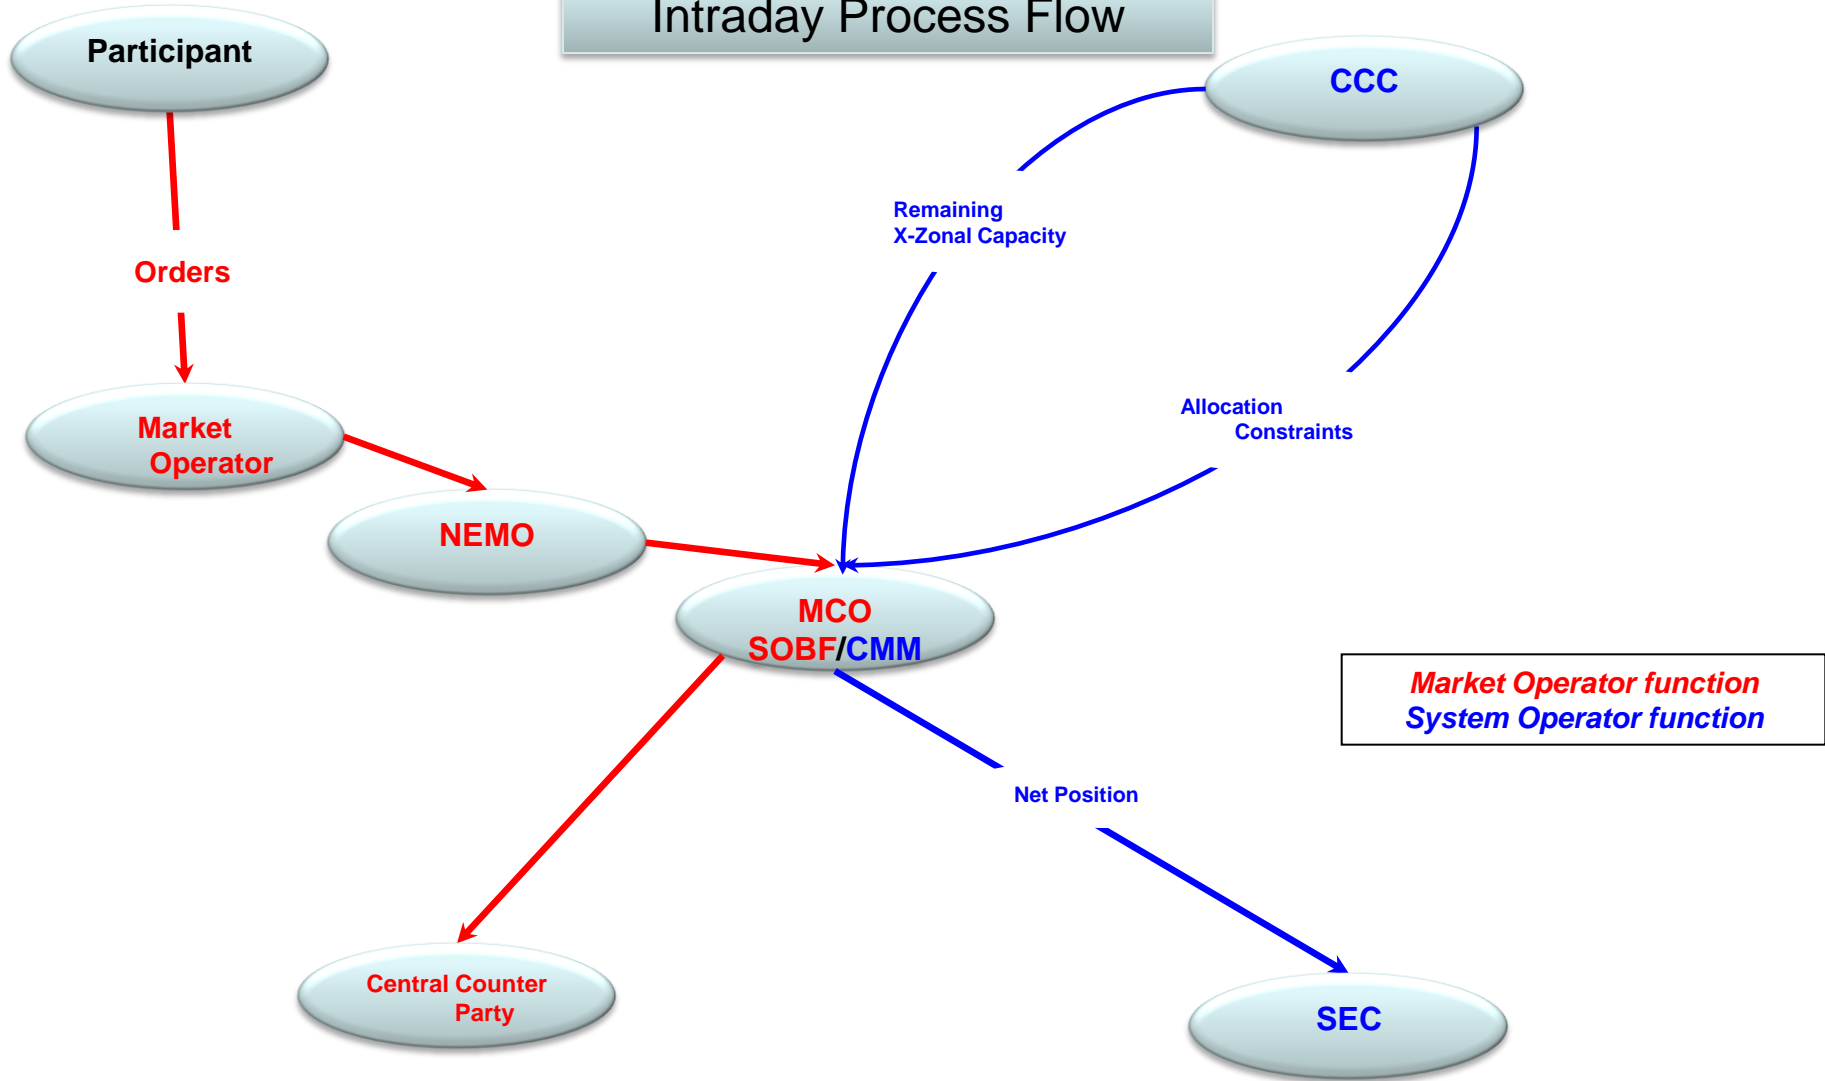 Intraday Process Flow
Participant
CCC
Remaining
X-Zonal Capacity
Orders
Allocation
Constraints
Market
Operator
NEMO
MCO
SOBF/CMM
Market Operator function
System Operator function
Net Position
Central Counter
Party
SEC